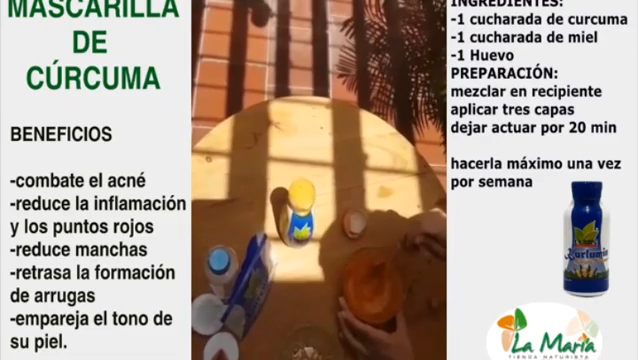 MASCARILLA
DE
CÚRCUMA
BENEFICIOS
-combate el acné
-reduce la inflamación
y los puntos rojos
-reduce manchas
-retrasa la formación
de arrugas
-empareja el tono de
su piel.
INGREDIENTES:
-1 cucharada de curcuma
-1 cucharada de miel
-1 Huevo
PREPARACIÓN:
mezclar en recipiente
aplicar tres capas
dejar actuar por 20 min
hacerla máximo una vez
por semana
La María
TIENDA NATURISTA